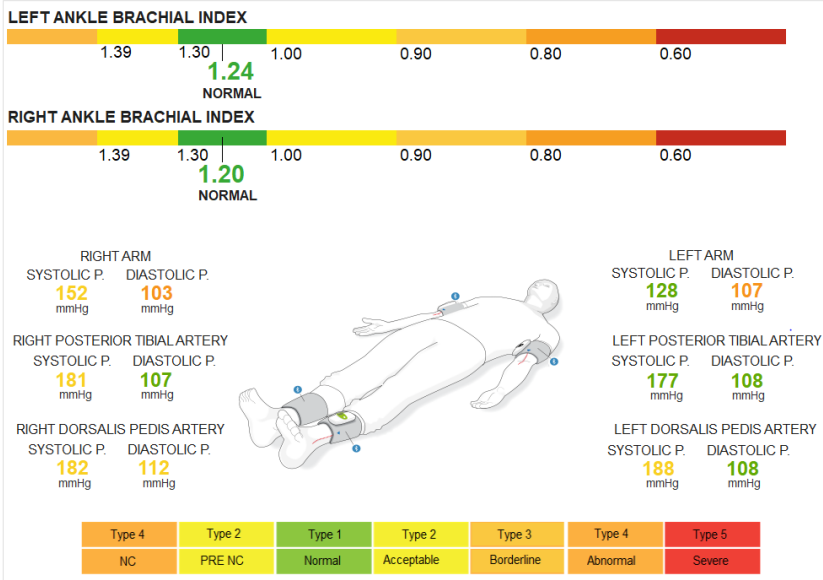 LEFT ANKLE BRACHIAL INDEX
1.39 1.30 1.00 0.90 0.80 0.60
1.24
NORMAL
RIGHT ANKLE BRACHIAL INDEX
1.39 1.30 1.00 0.90 0.80 0.60
1.20
NORMAL
RIGHT ARM
SYSTOLIC P. DIASTOLIC P.
152 103
mmHg mmHg
RIGHT POSTERIOR TIBIAL ARTERY
SYSTOLIC P. DIASTOLIC P.
181 107
mmHg mmHg
RIGHT DORSALIS PEDIS ARTERY
SYSTOLIC P. DIASTOLIC P.
182 112
mmHg mmHg
LEFT ARM
SYSTOLIC P. DIASTOLIC P.
128 107
mmHg mmHg
LEFT POSTERIOR TIBIAL ARTERY
SYSTOLIC P. DIASTOLIC P.
177 108
mmHg mmHg
LEFT DORSALIS PEDIS ARTERY
SYSTOLIC P. DIASTOLIC P.
188 108
mmHg mmHg
Type 4 Type 2 Type 1 Type 2 Type 3 Type 4 Type 5
NC PRE NC Normal Acceptable Borderline Abnormal Severe